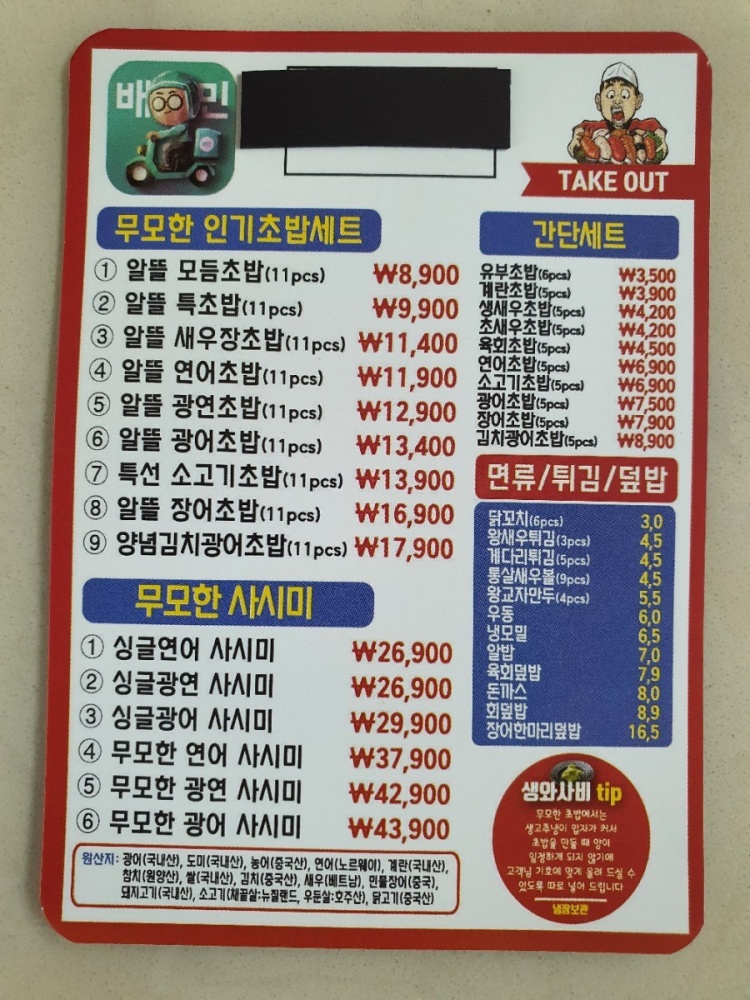 배 민
TAKE OUT
무모한 인기초밥세트
① 알뜰 모듬초밥(11pcs) ₩8,900
② 알뜰 특초밥(11pcs) ₩9,900
③ 알뜰 새우장초밥(11pcs) ₩11,400
④ 알뜰 연어초밥(11pcs) ₩11,900
⑤ 알뜰 광연초밥(11pcs) ₩12,900
⑥ 알뜰 광어초밥(11pcs) ₩13,400
⑦ 특선 소고기초밥(11pcs) ₩13,900
⑧ 알뜰 장어초밥(11pcs) ₩16,900
⑨ 양념김치광어초밥(11pcs) ₩17,900
무모한 사시미
① 싱글연어 사시미 ₩26,900
② 싱글광연 사시미 ₩26,900
③ 싱글광어 사시미 ₩29,900
④ 무모한 연어 사시미 ₩37,900
⑤ 무모한 광연 사시미 ₩42,900
⑥ 무모한 광어 사시미 ₩43,900
원산지: 광어(국내산), 도미(국내산), 농어(중국산), 연어(노르웨이), 계란(국내산),
참치(원양산), 쌀(국내산), 김치(중국산), 새우(베트남), 민물장어(중국),
돼지고기(국내산), 소고기(채끝살:뉴질랜드, 우둔살:호주산), 닭고기(중국산)
간단세트
유부초밥(6pcs) ₩3,500
계란초밥(5pcs) ₩3,900
생새우초밥(5pcs) ₩4,200
초새우초밥(5pcs) ₩4,200
육회초밥(5pcs) ₩4,500
연어초밥(5pcs) ₩6,900
소고기초밥(5pcs) ₩6,900
광어초밥(5pcs) ₩7,500
장어초밥(5pcs) ₩7,900
김치광어초밥(5pcs) ₩8,900
면류/튀김/덮밥
닭꼬치(6pcs) 3,0
왕새우튀김(3pcs) 4,5
게다리튀김(5pcs) 4,5
통살새우볼(9pcs) 4,5
왕교자만두(4pcs) 5,5
우동 6,0
냉모밀 6,5
알밥 7,0
육회덮밥 7,9
돈까스 8,0
회덮밥 8,9
장어한마리덮밥 16,5
생와사비 tip
무모한 초밥에서는
생고추냉이 입자가 커서
초밥을 만들 때 양이
일정하게 되지 않기에
고객님 기호에 맞게 올려 드실 수
있도록 따로 넣어 드립니다
냉장보관